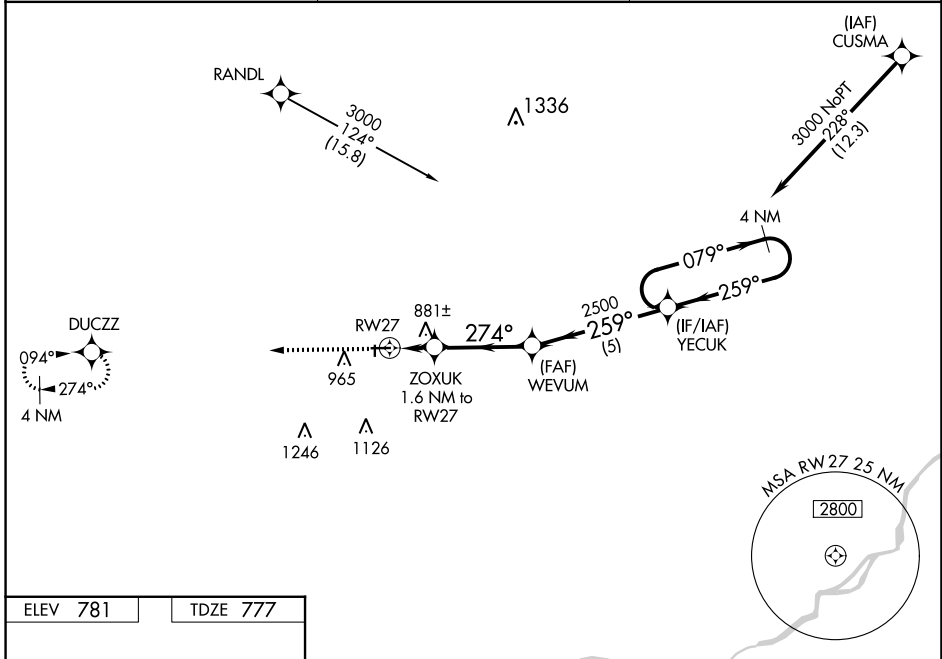 (IAF)
CUSMA
RANDL
3000
124°
(15.8)
1336
3000 NoPT
228°
(12.3)
4 NM
079°
259°
(IF/IAF)
YECUK
2500
259°
(5)
881±
274°
RW27
(FAF)
WEVUM
ZOXUK
1.6 NM to
RW27
965
DUCZZ
094°
274°
4 NM
1246
1126
MSA RW27 25 NM
2800
ELEV 781
TDZE 777